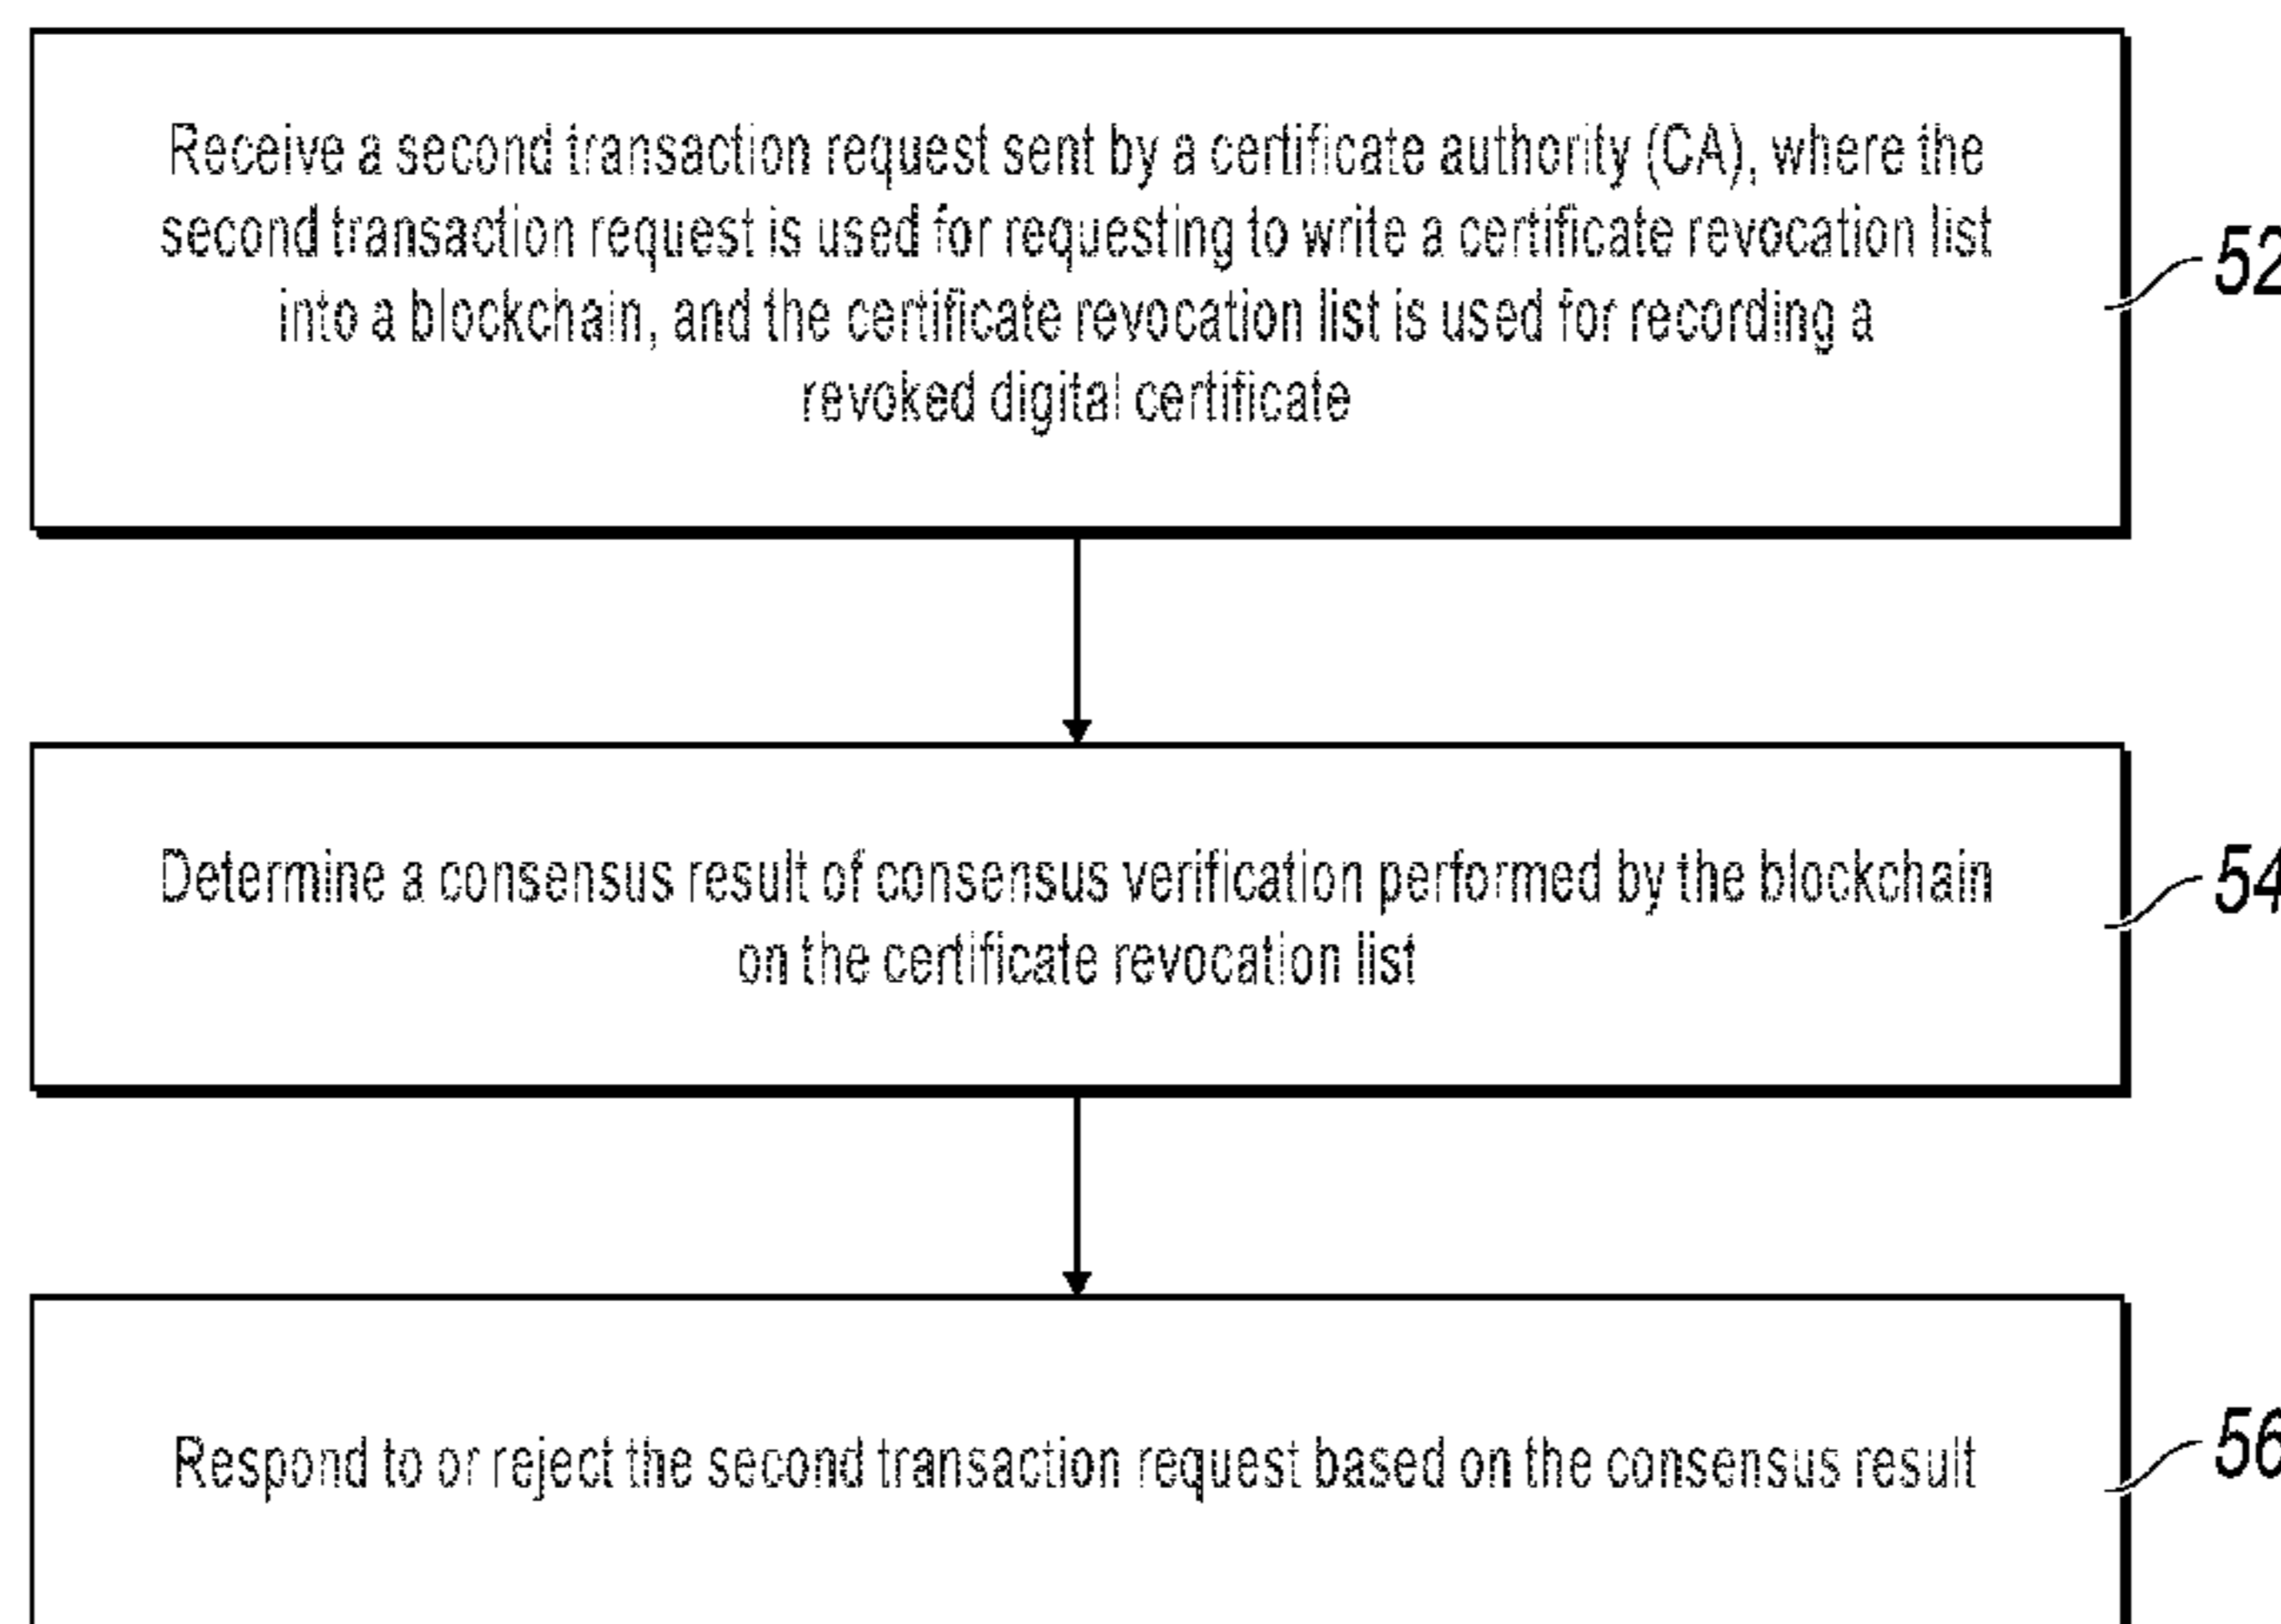 Receive a second transaction request sent by a certificate authority (CA), where the
second transaction request is used for requesting to write a certificate revocation list
into a blockchain, and the certificate revocation list is used for recording a
revoked digital certificate
52
Determine a consensus result of consensus verification performed by the blockchain
on the certificate revocation list
54
Respond to or reject the second transaction request based on the consensus result
56